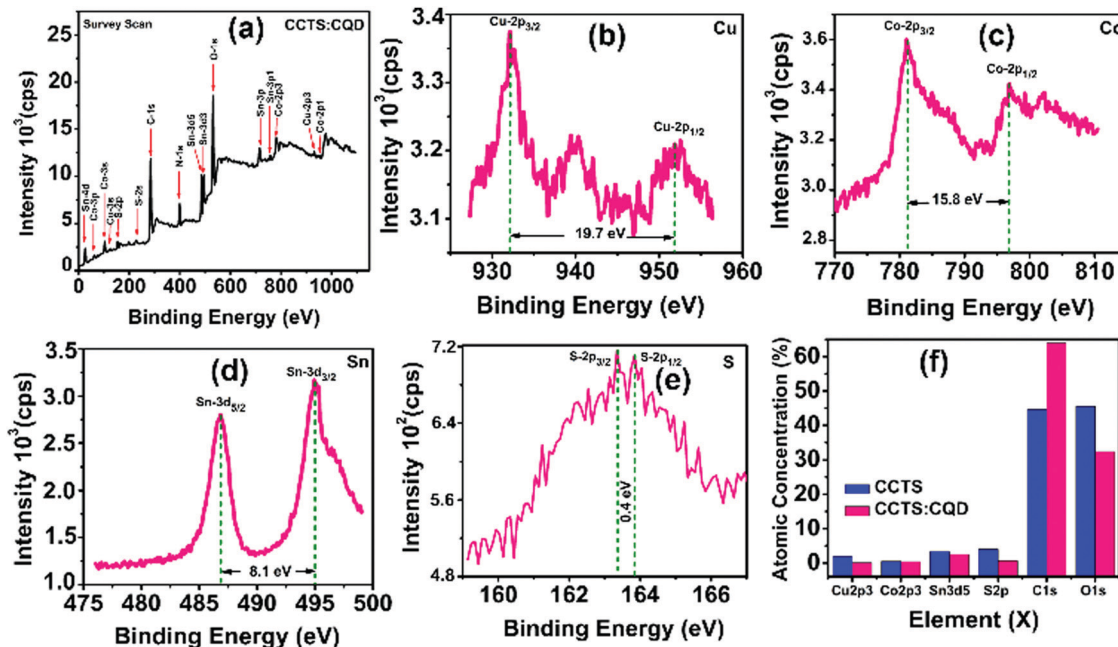 Survey Scan (a) CCTS:CQD
Intensity 10³(cps)
25
20
15
10
5
0
Sn-4d
Co-3p
Co-3s
Cu-3s
S-2p
S-2s
C-1s
N-1s
Sn-3d5
Sn-3d3
O-1s
Sn-3p
Sn-3p1
Co-2p3
Cu-2p3
Co-2p1
0 200 400 600 800 1000
Binding Energy (eV)
Cu-2p3/2 (b) Cu
Cu-2p1/2
Intensity 10³(cps)
3.4
3.3
3.2
3.1
19.7 eV
930 940 950 960
Binding Energy (eV)
Co-2p3/2 (c) Co
Co-2p1/2
Intensity 10³(cps)
3.6
3.4
3.2
3.0
2.8
15.8 eV
770 780 790 800 810
Binding Energy (eV)
(d) Sn
Sn-3d3/2
Sn-3d5/2
Intensity 10³(cps)
3.5
3.0
2.5
2.0
1.5
1.0
8.1 eV
475 480 485 490 495 500
Binding Energy (eV)
S-2p3/2 S-2p1/2 S
(e)
Intensity 10²(cps)
7.2
6.4
5.6
4.8
0.4 eV
160 162 164 166
Binding Energy (eV)
(f)
Atomic Concentration (%)
60
50
40
30
20
10
0
CCTS
CCTS:CQD
Cu2p3 Co2p3 Sn3d5 S2p C1s O1s
Element (X)